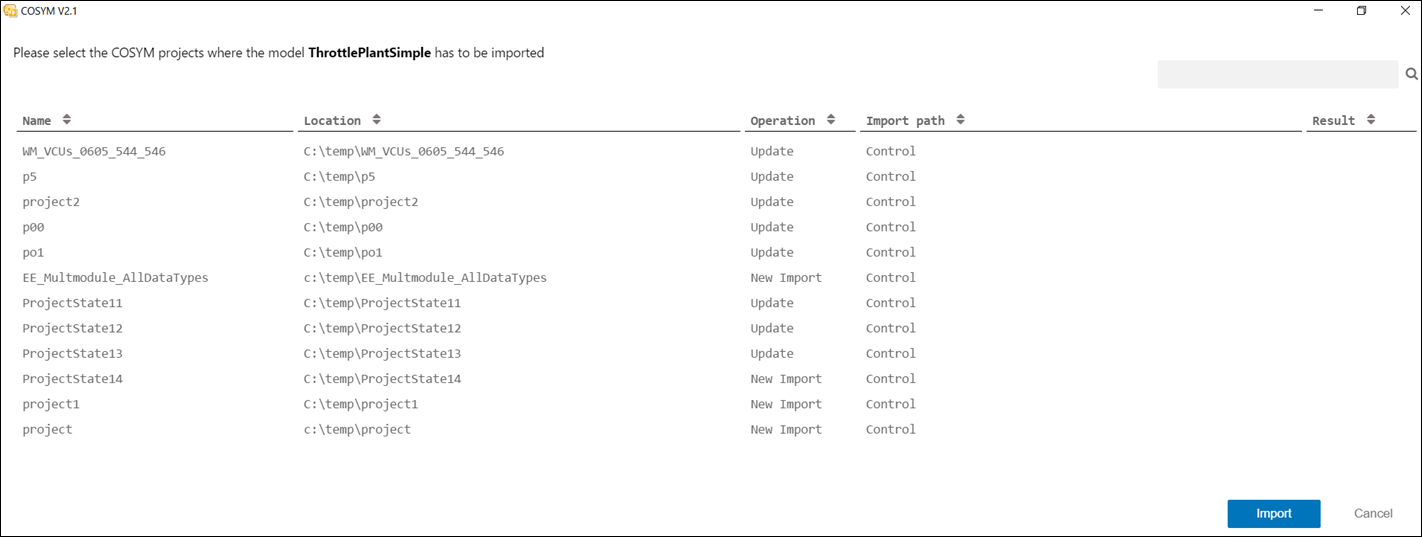 COSYM V2.1
Please select the COSYM projects where the model ThrottlePlantSimple has to be imported
Name Location Operation Import path Result
WM_VCUs_0605_544_546 C:\temp\WM_VCUs_0605_544_546 Update Control
p5 C:\temp\p5 Update Control
project2 C:\temp\project2 Update Control
p00 C:\temp\p00 Update Control
po1 C:\temp\po1 Update Control
EE_Multmodule_AllDataTypes c:\temp\EE_Multmodule_AllDataTypes New Import Control
ProjectState11 C:\temp\ProjectState11 Update Control
ProjectState12 C:\temp\ProjectState12 Update Control
ProjectState13 C:\temp\ProjectState13 Update Control
ProjectState14 C:\temp\ProjectState14 New Import Control
project1 C:\temp\project1 New Import Control
project c:\temp\project New Import Control
Import Cancel